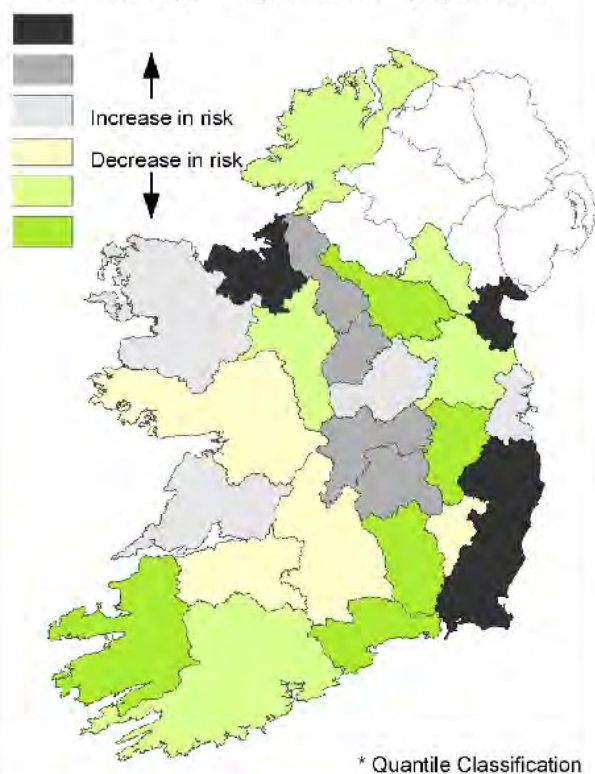 Increase in risk
Decrease in risk
* Quantile Classification